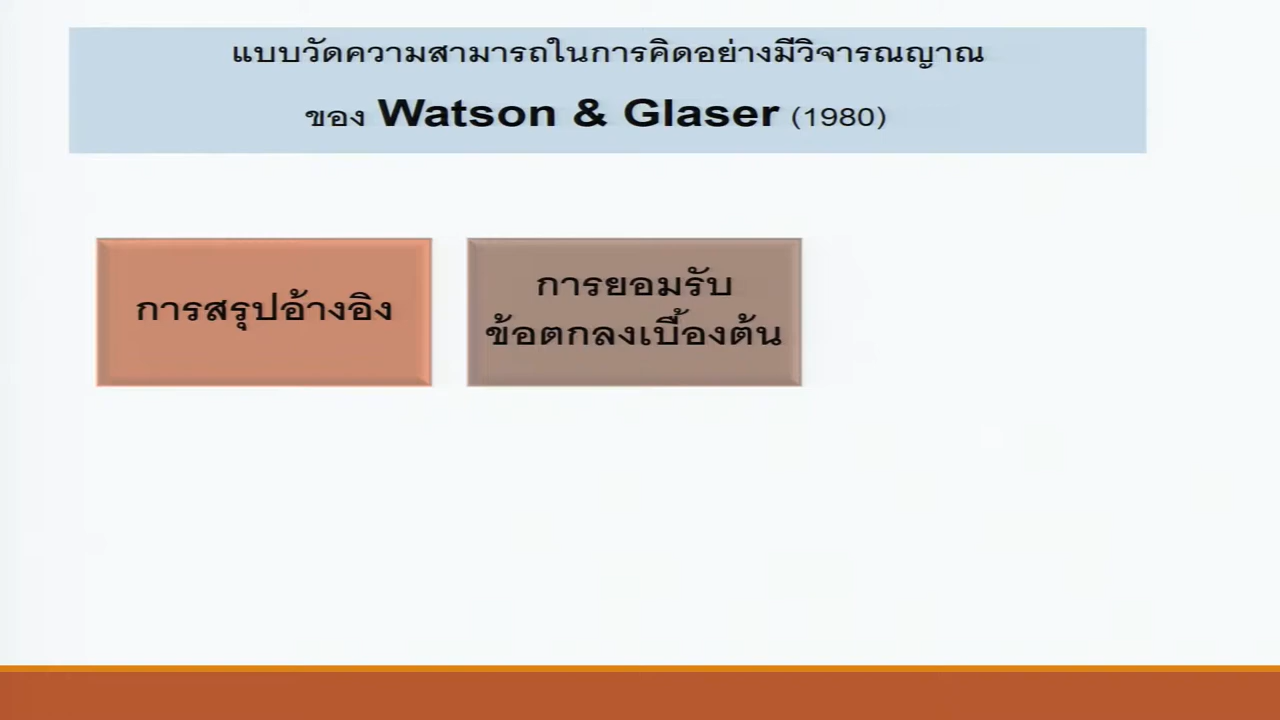 แบบวัดความสามารถในการคิดอย่างมีวิจารณญาณ
ของ Watson & Glaser (1980)
การสรุปอ้างอิง
การยอมรับ
ข้อตกลงเบื้องต้น